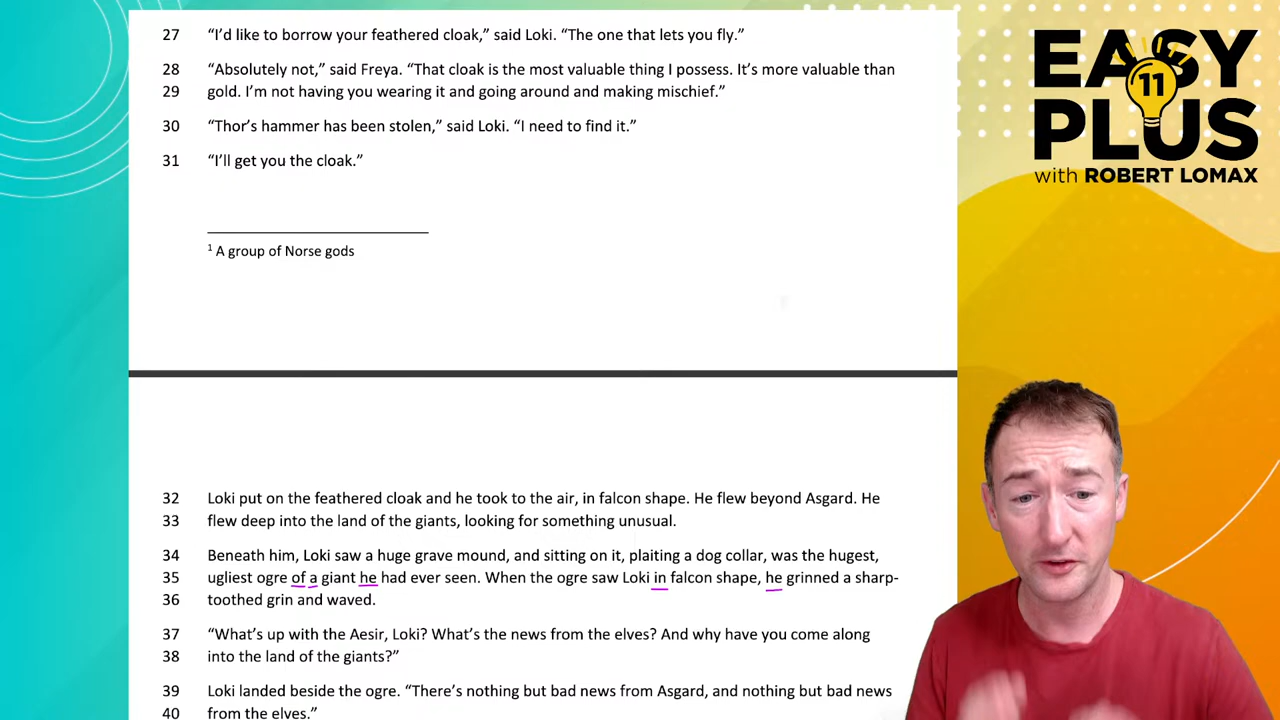 27 “I’d like to borrow your feathered cloak,” said Loki. “The one that lets you fly.”
28 “Absolutely not,” said Freya. “That cloak is the most valuable thing I possess. It’s more valuable than
29 gold. I’m not having you wearing it and going around and making mischief.”
30 “Thor’s hammer has been stolen,” said Loki. “I need to find it.”
31 “I’ll get you the cloak.”
1 A group of Norse gods
32 Loki put on the feathered cloak and he took to the air, in falcon shape. He flew beyond Asgard. He
33 flew deep into the land of the giants, looking for something unusual.
34 Beneath him, Loki saw a huge grave mound, and sitting on it, plaiting a dog collar, was the hugest,
35 ugliest ogre of a giant he had ever seen. When the ogre saw Loki in falcon shape, he grinned a sharp-
36 toothed grin and waved.
37 “What’s up with the Aesir, Loki? What’s the news from the elves? And why have you come along
38 into the land of the giants?”
39 Loki landed beside the ogre. “There’s nothing but bad news from Asgard, and nothing but bad news
40 from the elves.”
EASY
11
PLUS
with ROBERT LOMAX